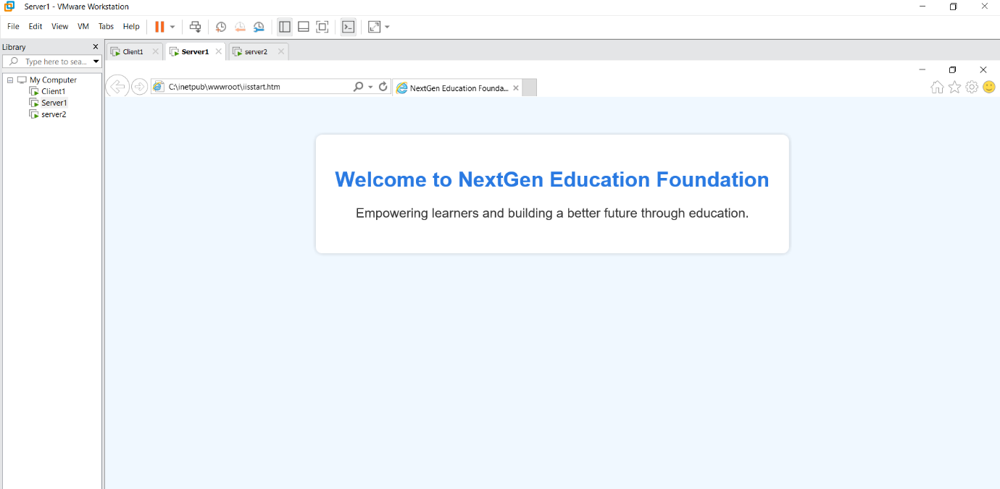 Server1 - VMware Workstation
File Edit View VM Tabs Help
Library
Type here to sea...
My Computer
Client1
Server1
server2
Client1 Server1 server2
C:\inetpub\wwwroot\iisstart.htm
NextGen Education Founda...
Welcome to NextGen Education Foundation
Empowering learners and building a better future through education.